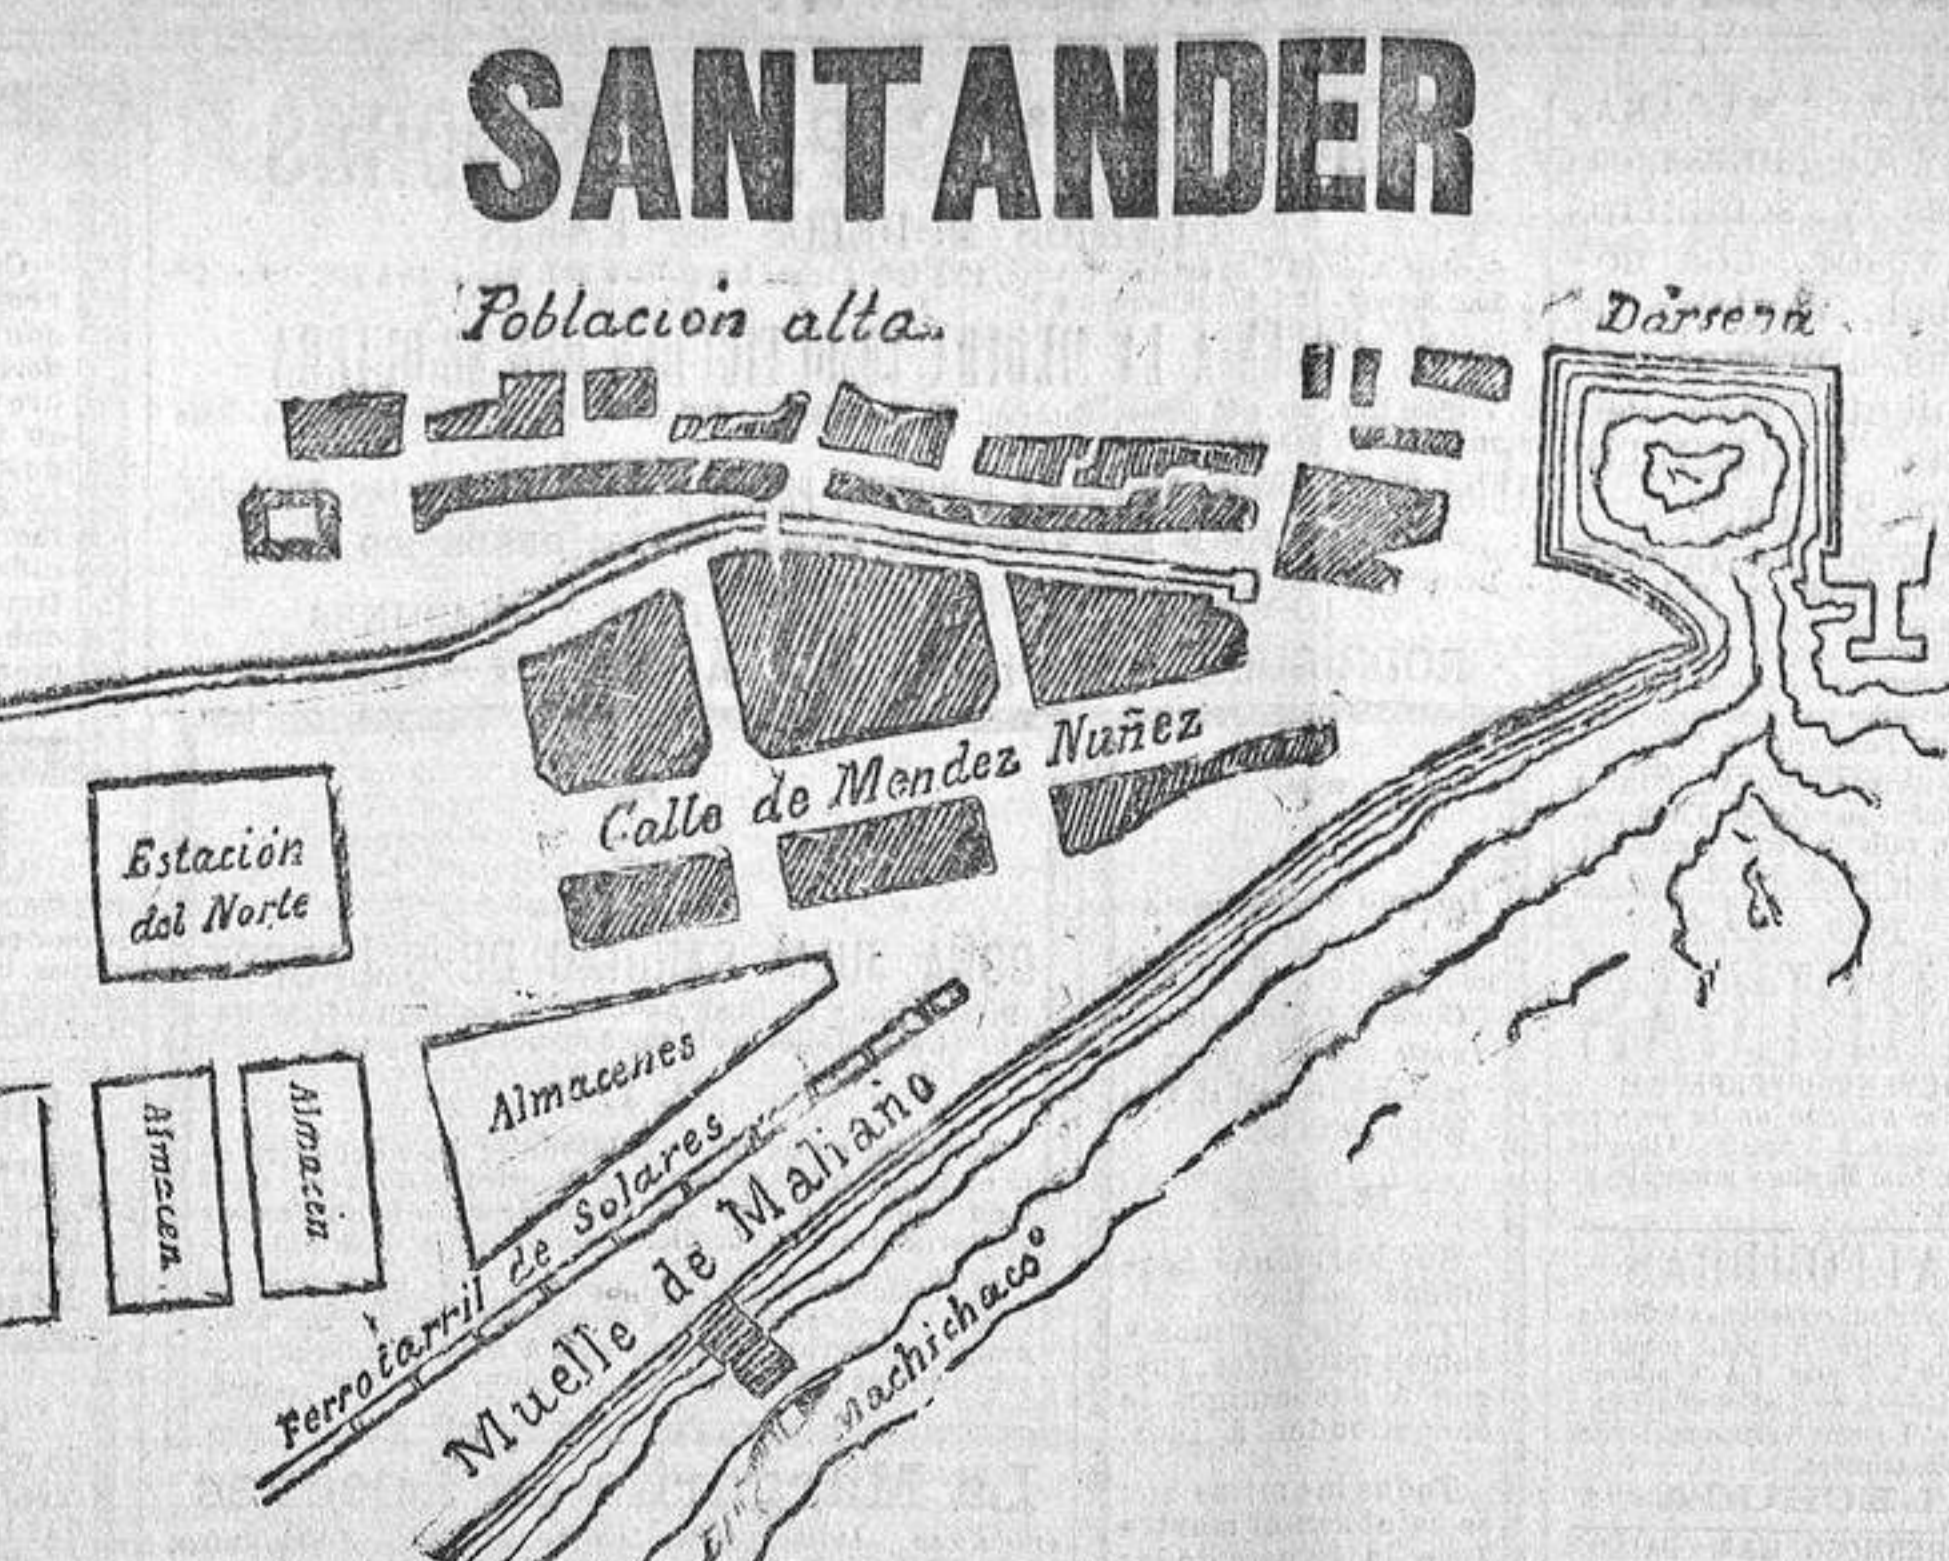 SANTANDER
Población alta
Dársena
Calle de Mendez Nuñez
Estación
del Norte
Almacenes
Almacen
Almacen
Ferrocarril de Solares
Muelle de Maliaño
El Machichaco